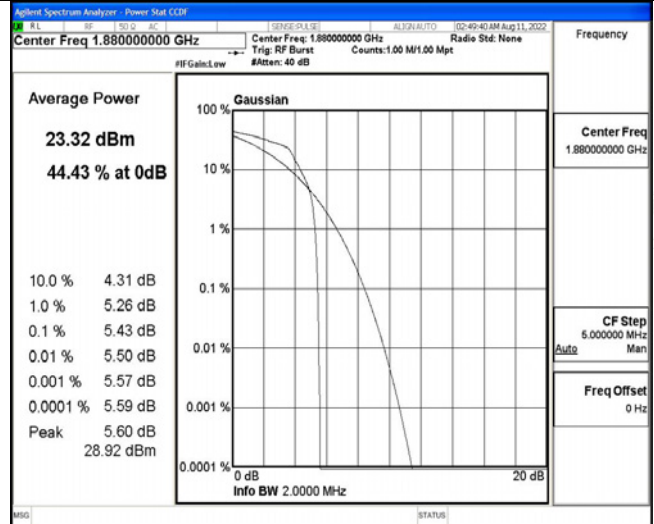 Agilent Spectrum Analyzer - Power Stat CCDF
RL RF 50 Ω AC SENSE:PULSE ALIGN AUTO 02:49:40 AM Aug 11, 2022
Center Freq 1.880000000 GHz
Center Freq: 1.880000000 GHz Radio Std: None
Trig: RF Burst Counts:1.00 M/1.00 Mpt
#IFGain:Low #Atten: 40 dB
Frequency
Average Power
23.32 dBm
44.43 % at 0dB
10.0 % 4.31 dB
1.0 % 5.26 dB
0.1 % 5.43 dB
0.01 % 5.50 dB
0.001 % 5.57 dB
0.0001 % 5.59 dB
Peak 5.60 dB
28.92 dBm
Gaussian
100 %
10 %
1 %
0.1 %
0.01 %
0.001 %
0.0001 %
0 dB 20 dB
Info BW 2.0000 MHz
Center Freq
1.880000000 GHz
CF Step
5.000000 MHz
Auto Man
Freq Offset
0 Hz
MSG STATUS